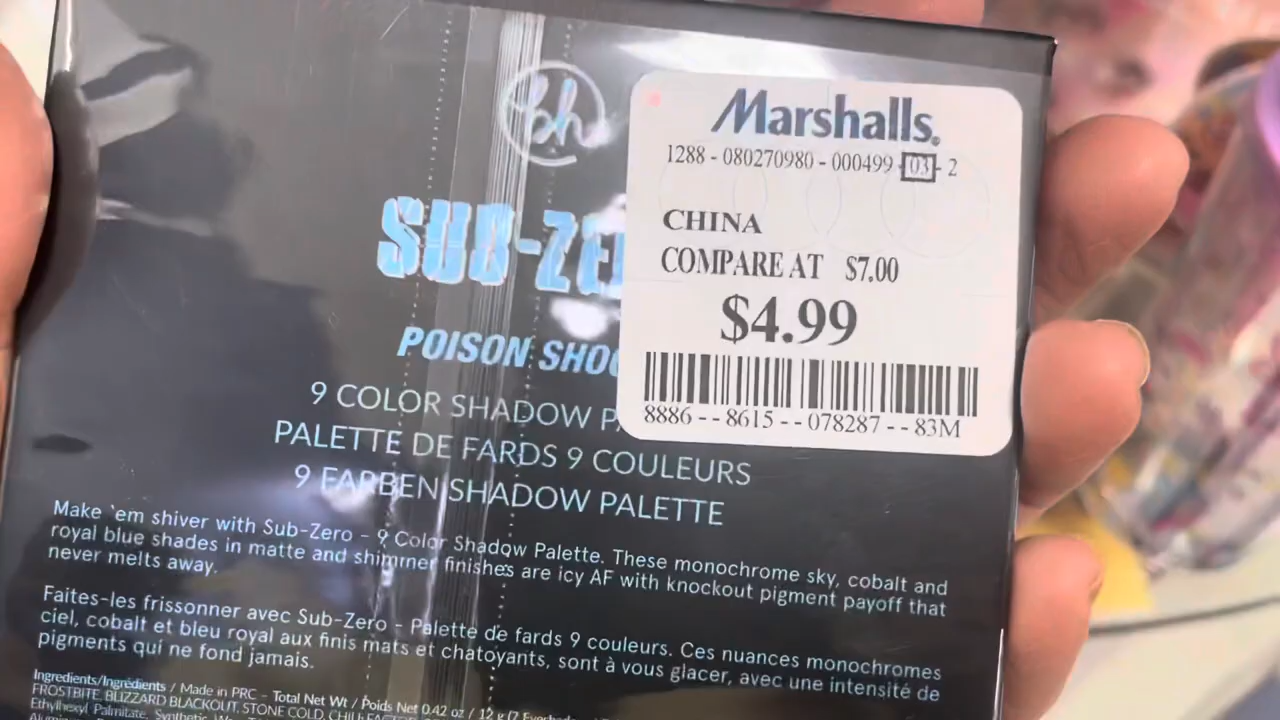 bh
Marshalls.
1288 - 080270980 - 000499 - 03 - 2
CHINA
COMPARE AT $7.00
$4.99
8886 - - 8615 - - 078287 - - 83M
SUB-ZE
POISON SHO
9 COLOR SHADOW P
PALETTE DE FARDS 9 COULEURS
9 FARBEN SHADOW PALETTE
Make 'em shiver with Sub-Zero - 9 Color Shadow Palette. These monochrome sky, cobalt and
royal blue shades in matte and shimmer finishes are icy AF with knockout pigment payoff that
never melts away.
Faites-les frissonner avec Sub-Zero - Palette de fards 9 couleurs. Ces nuances monochromes
ciel, cobalt et bleu royal aux finis mats et chatoyants, sont à vous glacer, avec une intensité de
pigments qui ne fond jamais.
Ingredients/Ingrédients / Made in PRC - Total Net Wt / Poids Net 0.42 oz / 12 g (7
FROSTBITE, BLIZZARD BLACKOUT, STONE COLD,
Ethylhexyl Palmitate, Synthetic